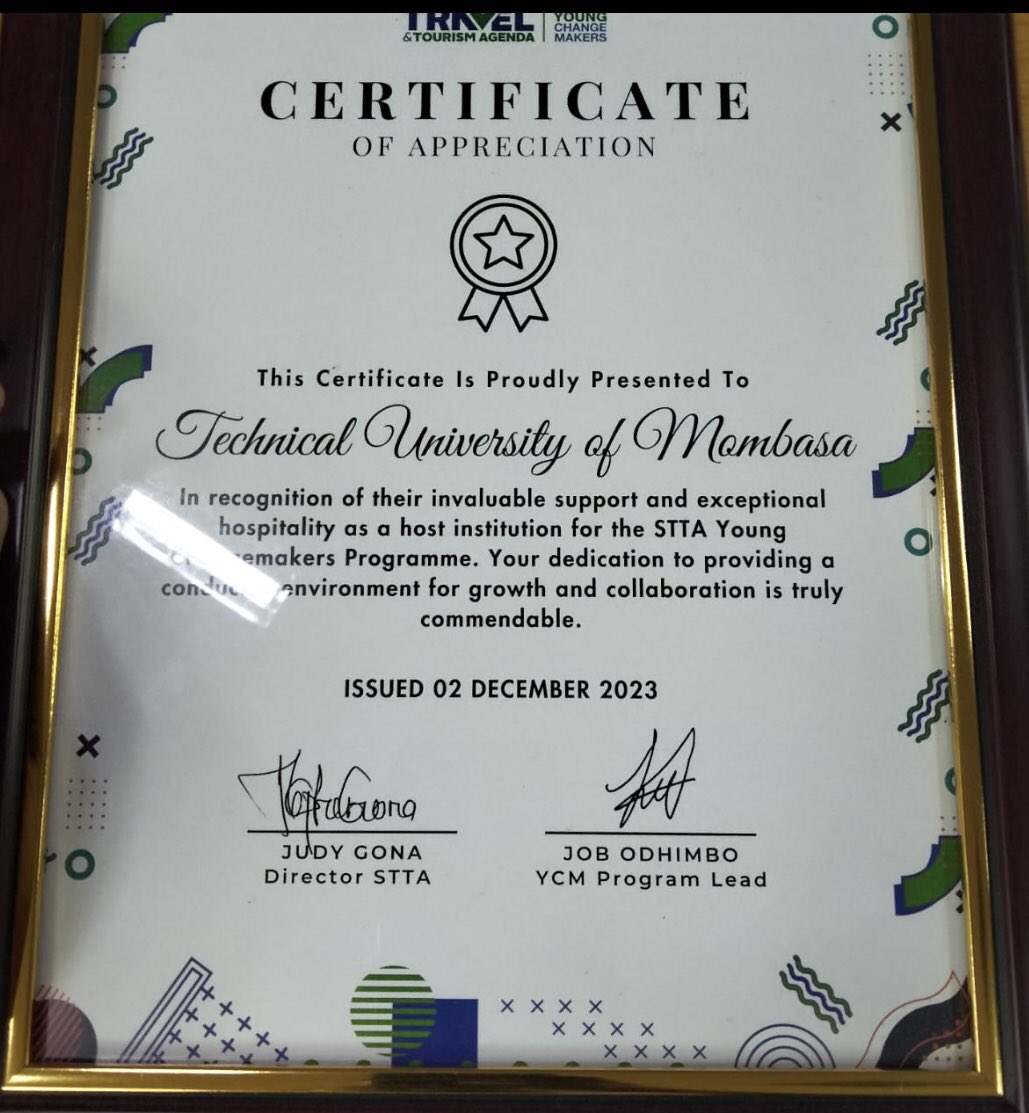 TRAVEL
& TOURISM AGENDA
YOUNG
CHANGE
MAKERS
CERTIFICATE
OF APPRECIATION
This Certificate Is Proudly Presented To
Technical University of Mombasa
In recognition of their invaluable support and exceptional
hospitality as a host institution for the STTA Young
Programme. Your dedication to providing a
environment for growth and collaboration is truly
commendable.
ISSUED 02 DECEMBER 2023
JUDY GONA
Director STTA
JOB ODHIMBO
YCM Program Lead